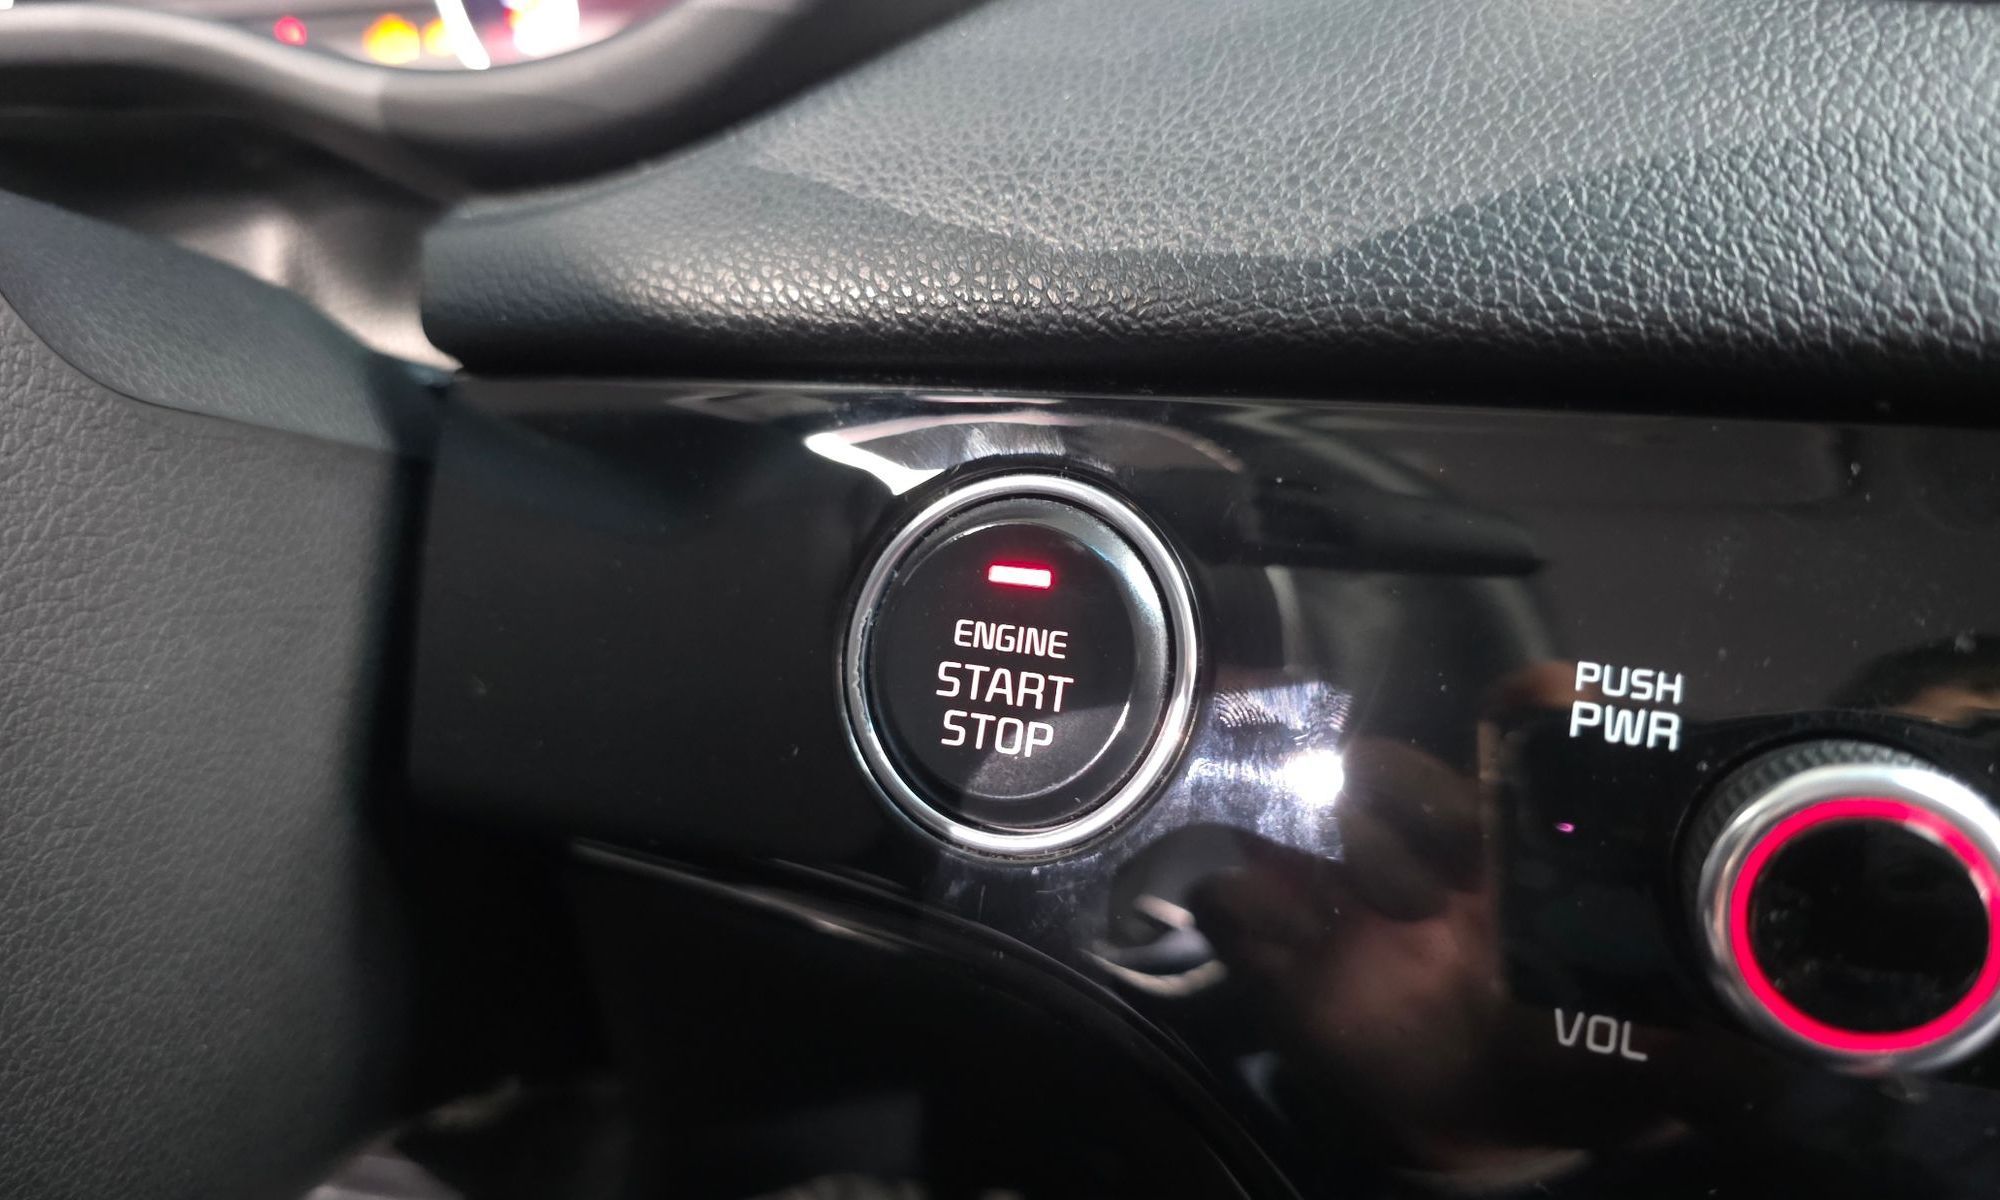 ENGINE
START
STOP
PUSH
PWR
VOL